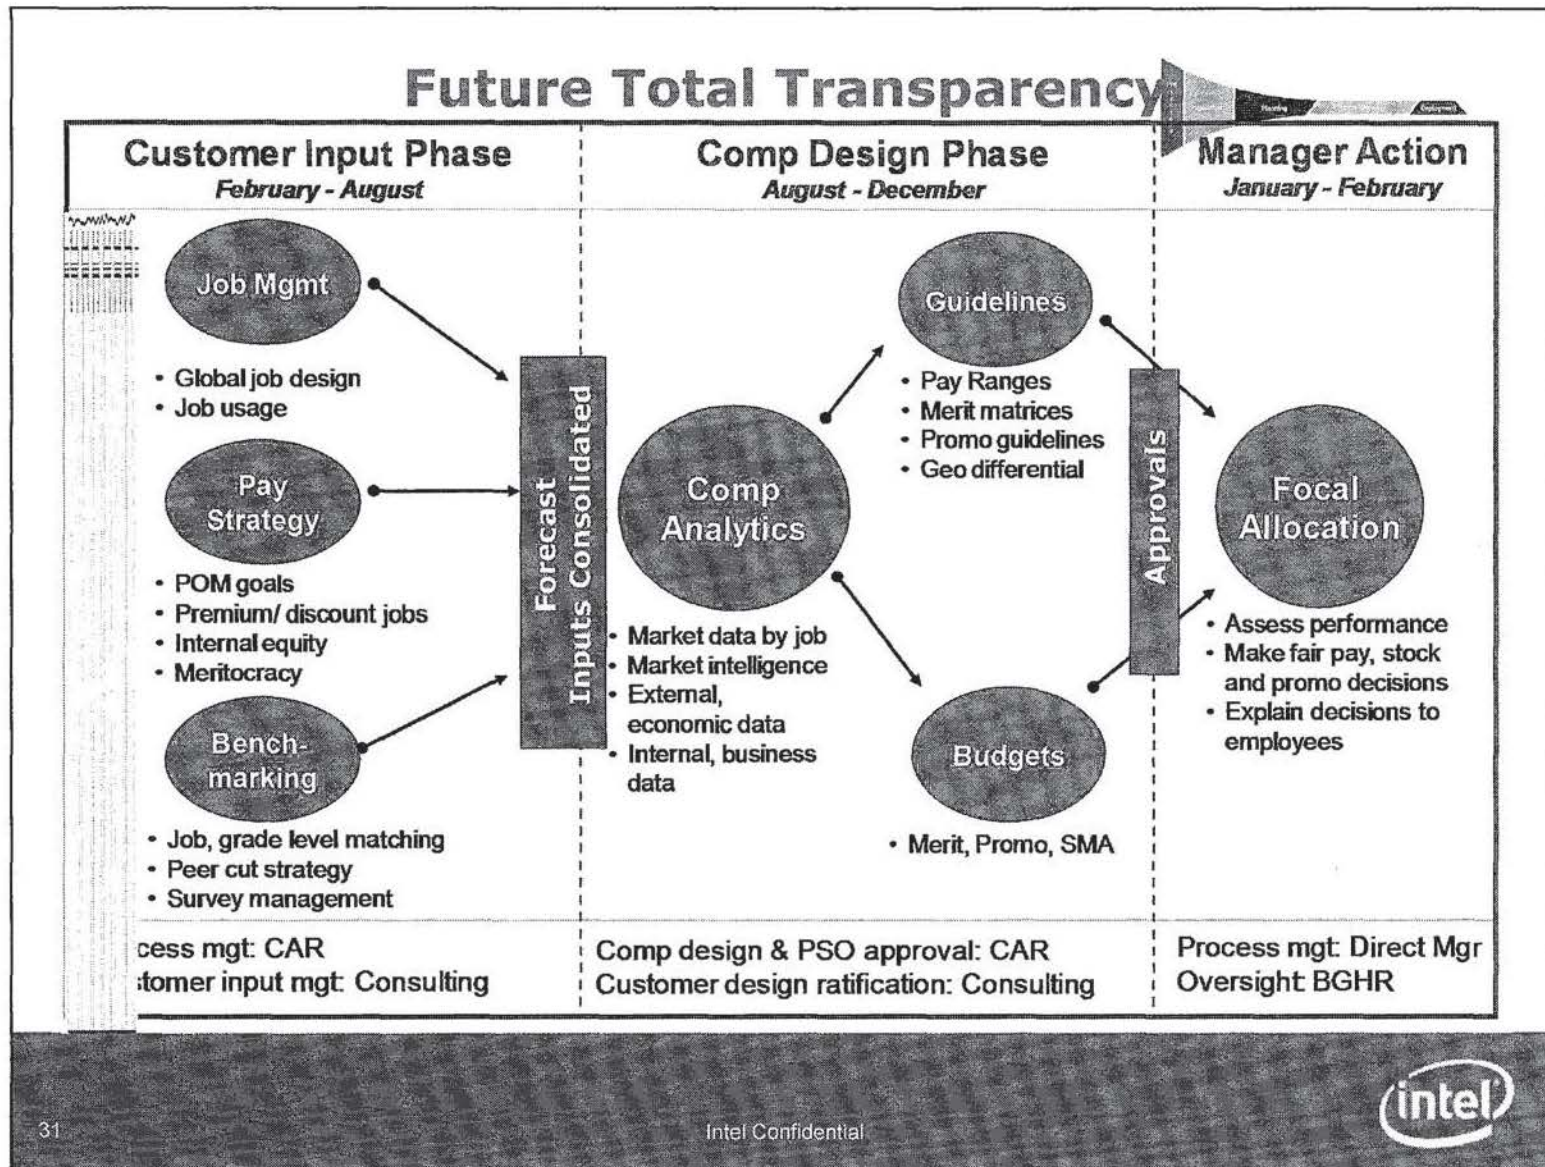 Future Total Transparency
Planning
Deployment
Customer Input Phase
February - August
Comp Design Phase
August - December
Manager Action
January - February
Job Mgmt
• Global job design
• Job usage
Pay
Strategy
• POM goals
• Premium/ discount jobs
• Internal equity
• Meritocracy
Bench-
marking
• Job, grade level matching
• Peer cut strategy
• Survey management
Forecast
Inputs Consolidated
Comp
Analytics
• Market data by job
• Market intelligence
• External,
economic data
• Internal, business
data
Guidelines
• Pay Ranges
• Merit matrices
• Promo guidelines
• Geo differential
Budgets
• Merit, Promo, SMA
Approvals
Focal
Allocation
• Assess performance
• Make fair pay, stock
and promo decisions
• Explain decisions to
employees
cess mgt: CAR
stomer input mgt: Consulting
Comp design & PSO approval: CAR
Customer design ratification: Consulting
Process mgt: Direct Mgr
Oversight: BGHR
31
Intel Confidential
intel